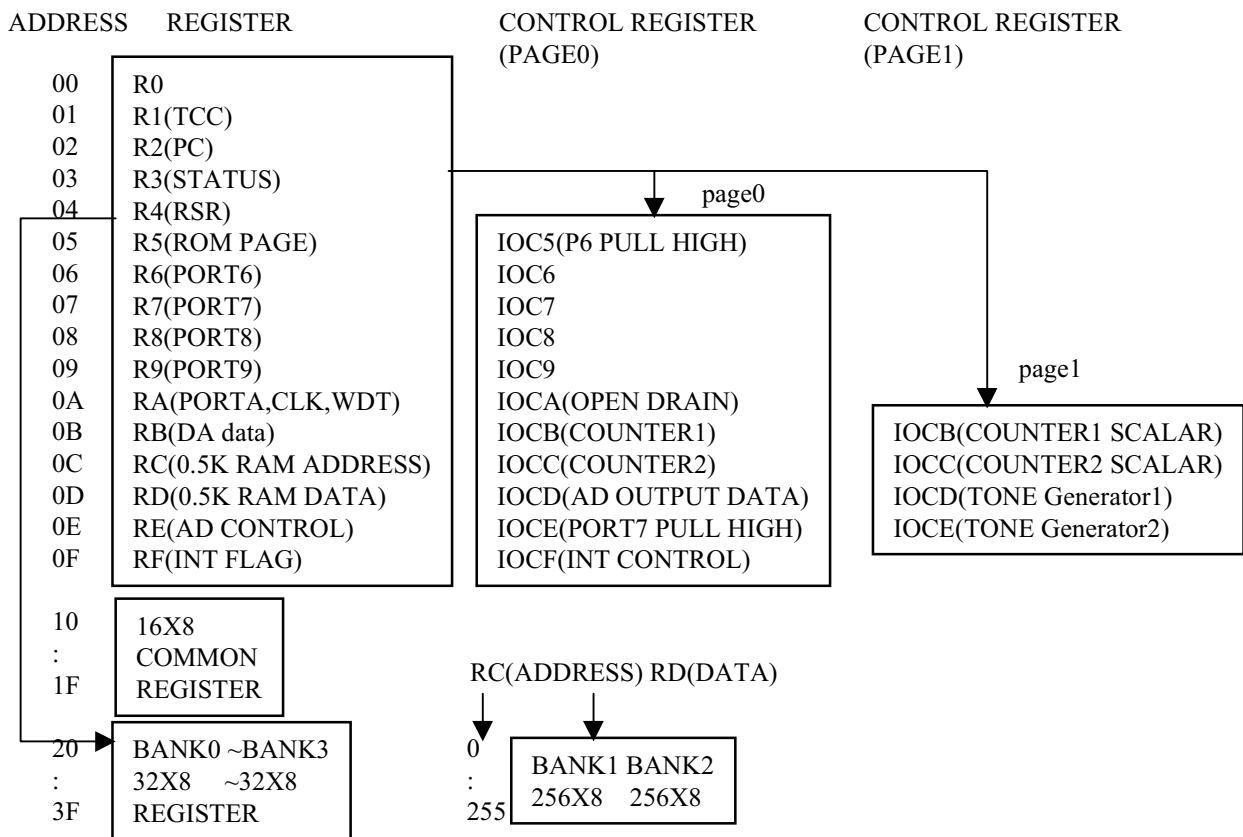 ADDRESS REGISTER CONTROL REGISTER CONTROL REGISTER
(PAGE0) (PAGE1)
00 R0
01 R1(TCC)
02 R2(PC)
03 R3(STATUS)
page0
04 R4(RSR)
05 R5(ROM PAGE) IOC5(P6 PULL HIGH)
06 R6(PORT6) IOC6
07 R7(PORT7) IOC7
08 R8(PORT8) IOC8
09 R9(PORT9) IOC9
page1
0A RA(PORTA,CLK,WDT) IOCA(OPEN DRAIN)
0B RB(DA data) IOCB(COUNTER1) IOCB(COUNTER1 SCALAR)
0C RC(0.5K RAM ADDRESS) IOCC(COUNTER2) IOCC(COUNTER2 SCALAR)
0D RD(0.5K RAM DATA) IOCD(AD OUTPUT DATA) IOCD(TONE Generator1)
0E RE(AD CONTROL) IOCE(PORT7 PULL HIGH) IOCE(TONE Generator2)
0F RF(INT FLAG) IOCF(INT CONTROL)
10 16X8
: COMMON
1F REGISTER
RC(ADDRESS) RD(DATA)
20 BANK0 ~BANK3 0
: 32X8 ~32X8 : BANK1 BANK2
3F REGISTER 255 256X8 256X8